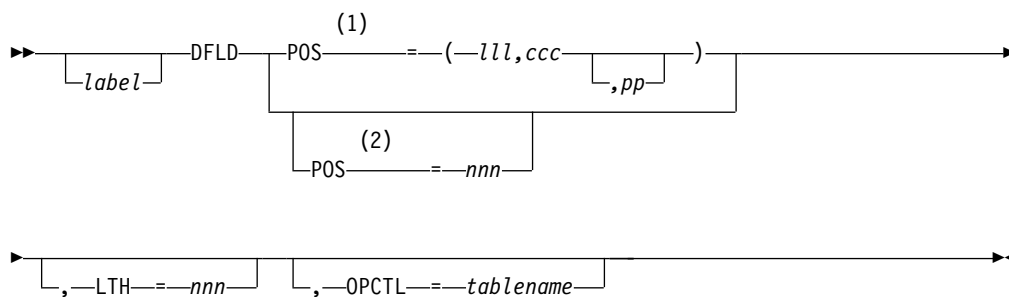 (1)
DFLD POS = ( lll,ccc )
label ,pp
(2)
POS = nnn
, LTH = nnn , OPCTL = tablename